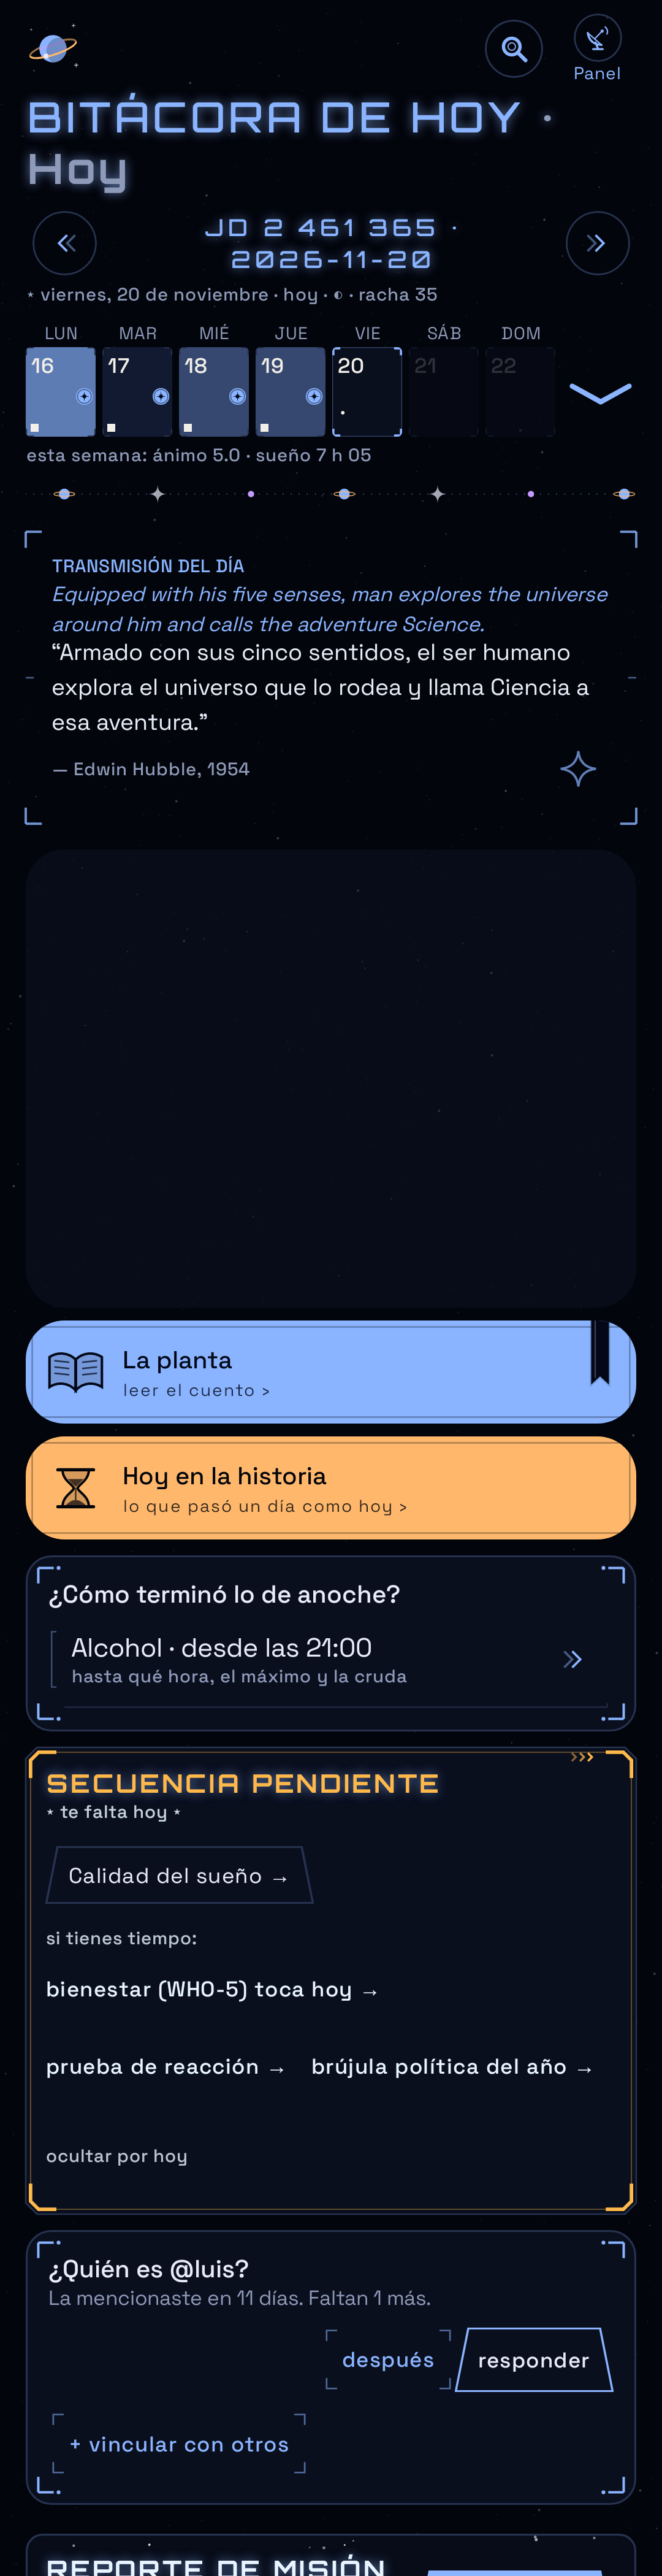 Panel
BITÁCORA DE HOY ·
Hoy
JD 2 461 365 ·
2026-11-20
⋆ viernes, 20 de noviembre · hoy · ◐ · racha 35
LUN MAR MIÉ JUE VIE SÁB DOM
16 17 18 19 20 21 22
esta semana: ánimo 5.0 · sueño 7 h 05
TRANSMISIÓN DEL DÍA
Equipped with his five senses, man explores the universe
around him and calls the adventure Science.
“Armado con sus cinco sentidos, el ser humano
explora el universo que lo rodea y llama Ciencia a
esa aventura.”
— Edwin Hubble, 1954
La planta
leer el cuento >
Hoy en la historia
lo que pasó un día como hoy >
¿Cómo terminó lo de anoche?
Alcohol · desde las 21:00
hasta qué hora, el máximo y la cruda
SECUENCIA PENDIENTE
⋆ te falta hoy ⋆
Calidad del sueño →
si tienes tiempo:
bienestar (WHO-5) toca hoy →
prueba de reacción → brújula política del año →
ocultar por hoy
¿Quién es @luis?
La mencionaste en 11 días. Faltan 1 más.
después responder
+ vincular con otros
REPORTE DE MISIÓN